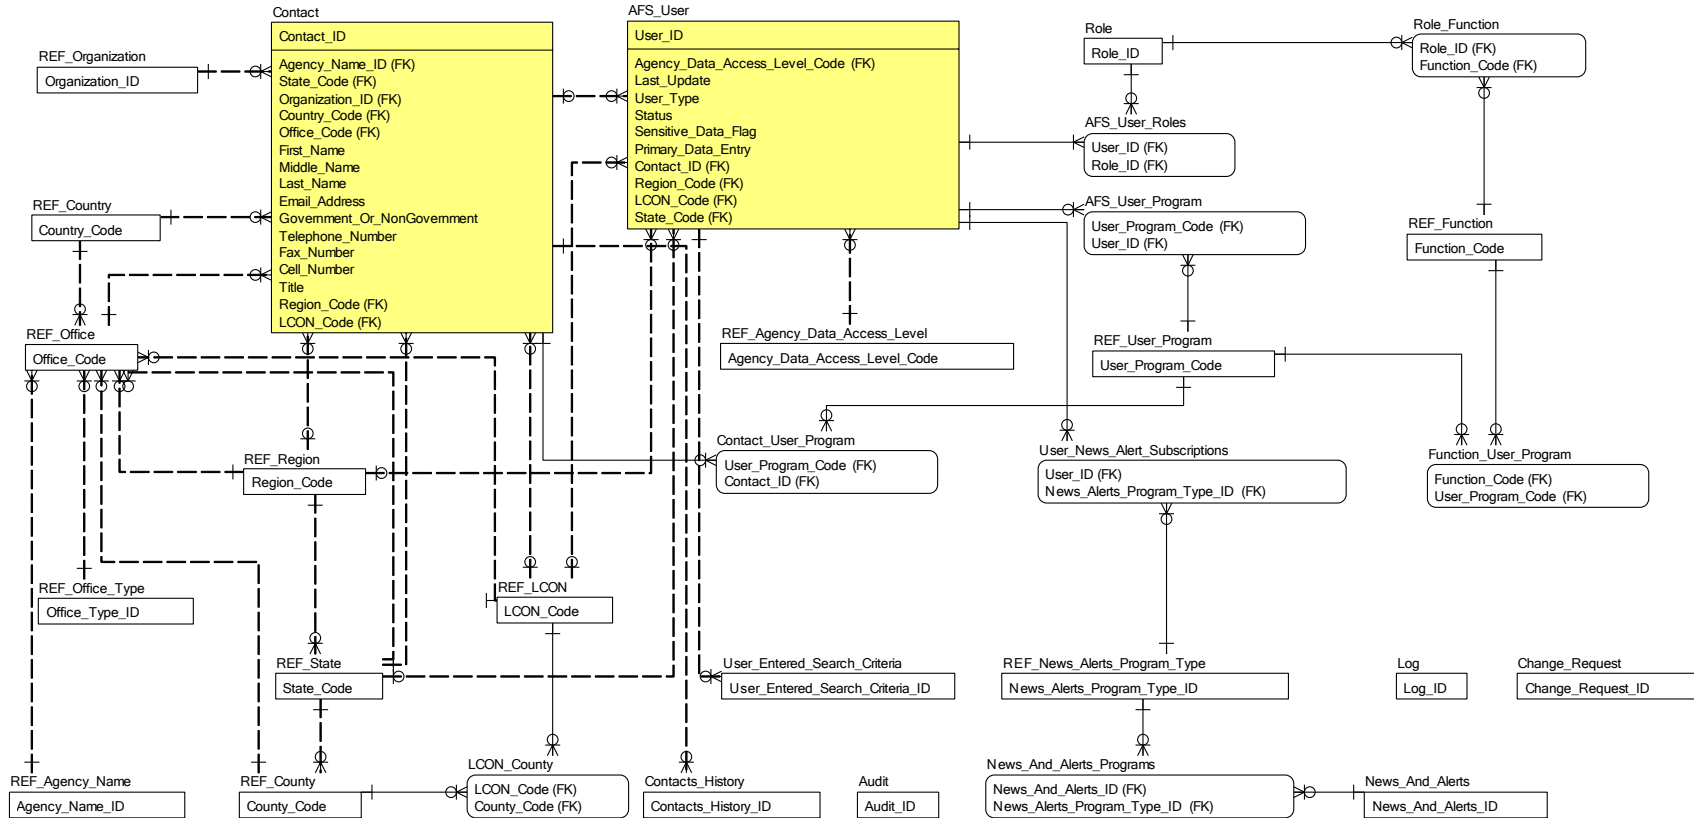 Contact
Contact_ID
Agency_Name_ID (FK)
State_Code (FK)
Organization_ID (FK)
Country_Code (FK)
Office_Code (FK)
First_Name
Middle_Name
Last_Name
Email_Address
Government_Or_NonGovernment
Telephone_Number
Fax_Number
Cell_Number
Title
Region_Code (FK)
LCON_Code (FK)
AFS_User
User_ID
Agency_Data_Access_Level_Code (FK)
Last_Update
User_Type
Status
Sensitive_Data_Flag
Primary_Data_Entry
Contact_ID (FK)
Region_Code (FK)
LCON_Code (FK)
State_Code (FK)
Role
Role_ID
Role_Function
Role_ID (FK)
Function_Code (FK)
REF_Organization
Organization_ID
AFS_User_Roles
User_ID (FK)
Role_ID (FK)
REF_Country
Country_Code
AFS_User_Program
User_Program_Code (FK)
User_ID (FK)
REF_Function
Function_Code
REF_Office
Office_Code
REF_Agency_Data_Access_Level
Agency_Data_Access_Level_Code
REF_User_Program
User_Program_Code
REF_Region
Region_Code
Contact_User_Program
User_Program_Code (FK)
Contact_ID (FK)
User_News_Alert_Subscriptions
User_ID (FK)
News_Alerts_Program_Type_ID (FK)
Function_User_Program
Function_Code (FK)
User_Program_Code (FK)
REF_Office_Type
Office_Type_ID
REF_LCON
LCON_Code
REF_State
State_Code
User_Entered_Search_Criteria
User_Entered_Search_Criteria_ID
REF_News_Alerts_Program_Type
News_Alerts_Program_Type_ID
Log
Log_ID
Change_Request
Change_Request_ID
REF_Agency_Name
Agency_Name_ID
REF_County
County_Code
LCON_County
LCON_Code (FK)
County_Code (FK)
Contacts_History
Contacts_History_ID
Audit
Audit_ID
News_And_Alerts_Programs
News_And_Alerts_ID (FK)
News_Alerts_Program_Type_ID (FK)
News_And_Alerts
News_And_Alerts_ID